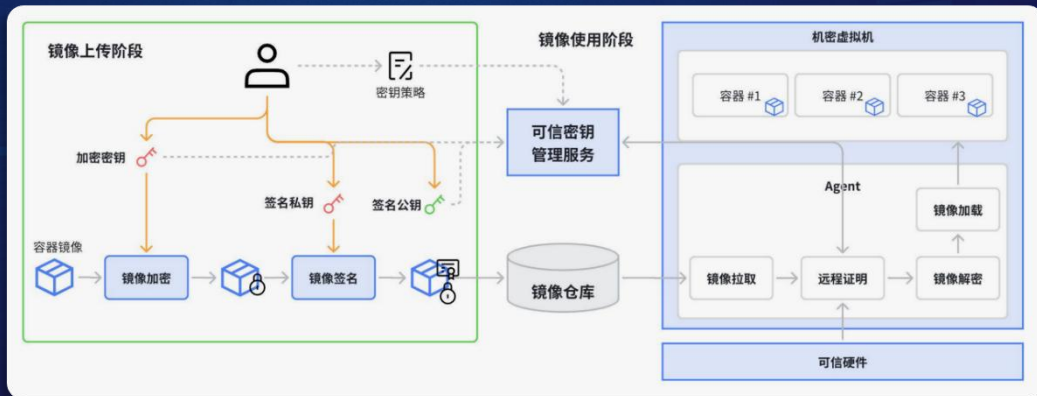 镜像上传阶段
镜像使用阶段
机密虚拟机
密钥策略
容器 #1
容器 #2
容器 #3
可信密钥
管理服务
加密密钥
签名私钥
签名公钥
Agent
镜像加载
容器镜像
镜像加密
镜像签名
镜像仓库
镜像拉取
远程证明
镜像解密
可信硬件